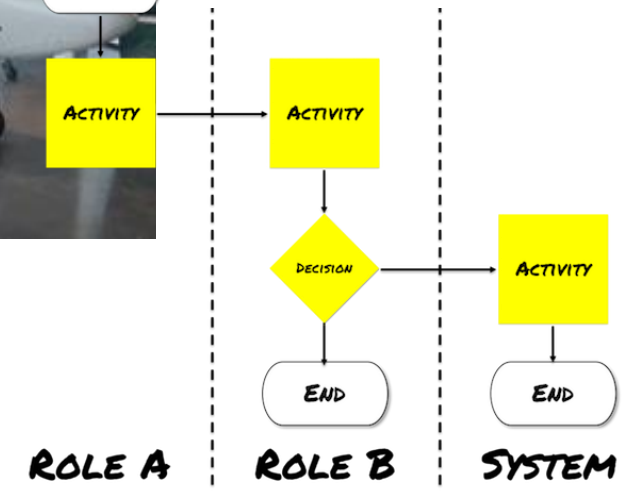 ACTIVITY
ACTIVITY
DECISION
ACTIVITY
END
END
ROLE A
ROLE B
SYSTEM